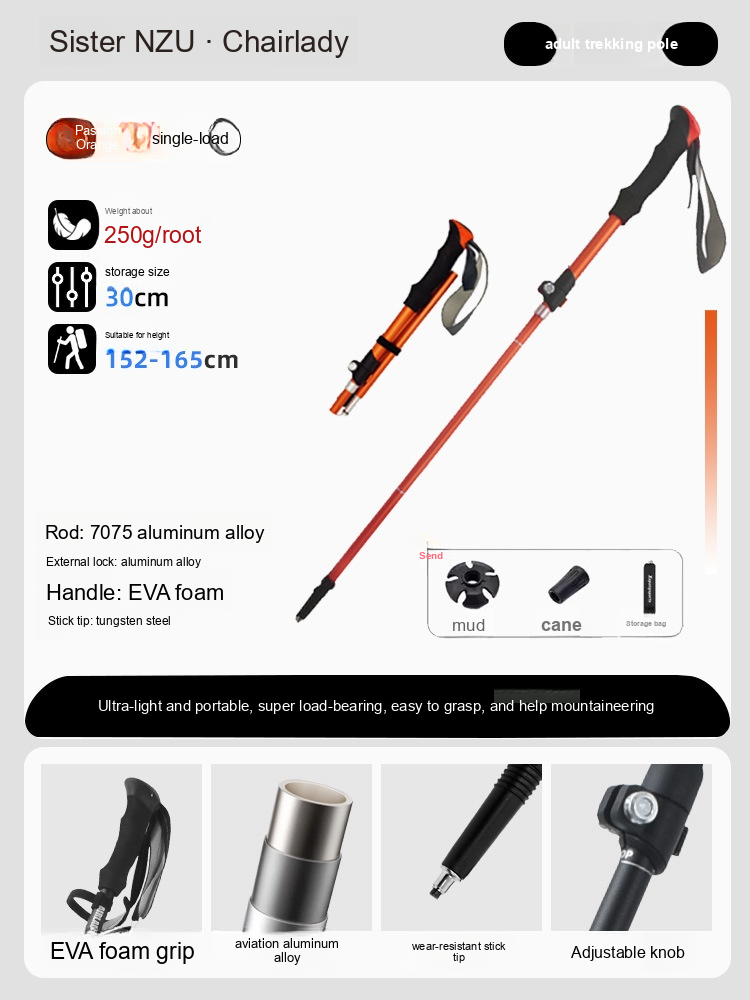 Sister NZU · Chairlady
adult trekking pole
Orange
single-load
Weight about
250g/root
storage size
30cm
Suitable for height
152-165cm
Rod: 7075 aluminum alloy
External lock: aluminum alloy
Handle: EVA foam
Stick tip: tungsten steel
Send
mud
cane
Storage bag
Ultra-light and portable, super load-bearing, easy to grasp, and help mountaineering
EVA foam grip
aviation aluminum
alloy
wear-resistant stick
tip
Adjustable knob